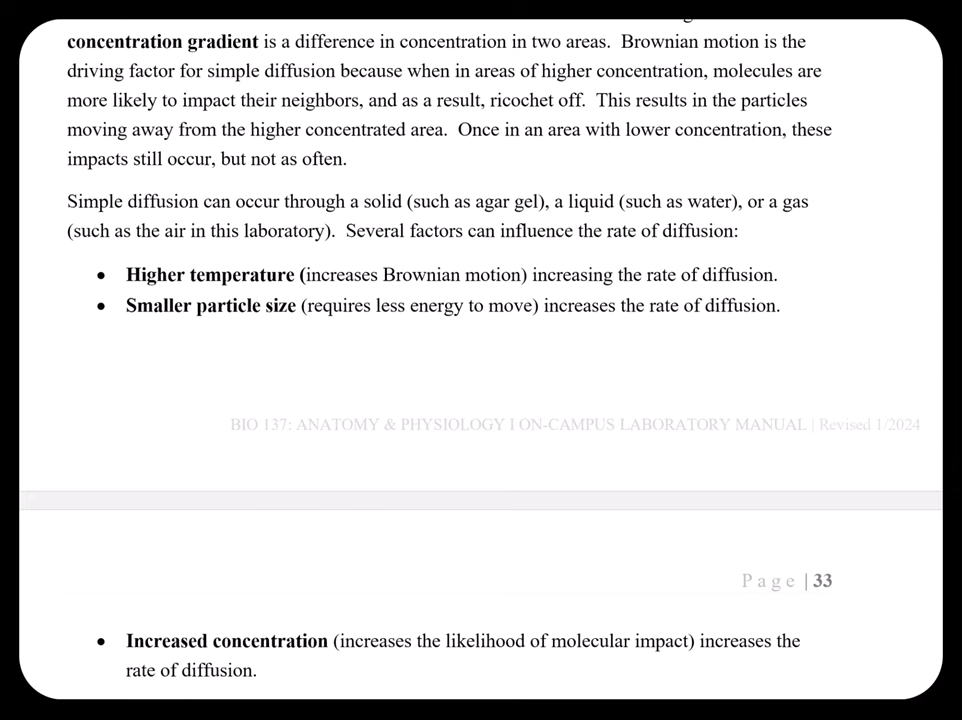 concentration gradient is a difference in concentration in two areas.  Brownian motion is the
driving factor for simple diffusion because when in areas of higher concentration, molecules are
more likely to impact their neighbors, and as a result, ricochet off.  This results in the particles
moving away from the higher concentrated area.  Once in an area with lower concentration, these
impacts still occur, but not as often.
Simple diffusion can occur through a solid (such as agar gel), a liquid (such as water), or a gas
(such as the air in this laboratory).  Several factors can influence the rate of diffusion:
• Higher temperature (increases Brownian motion) increasing the rate of diffusion.
• Smaller particle size (requires less energy to move) increases the rate of diffusion.
BIO 137: ANATOMY & PHYSIOLOGY I ON-CAMPUS LABORATORY MANUAL | Revised 1/2024
Page | 33
• Increased concentration (increases the likelihood of molecular impact) increases the
rate of diffusion.